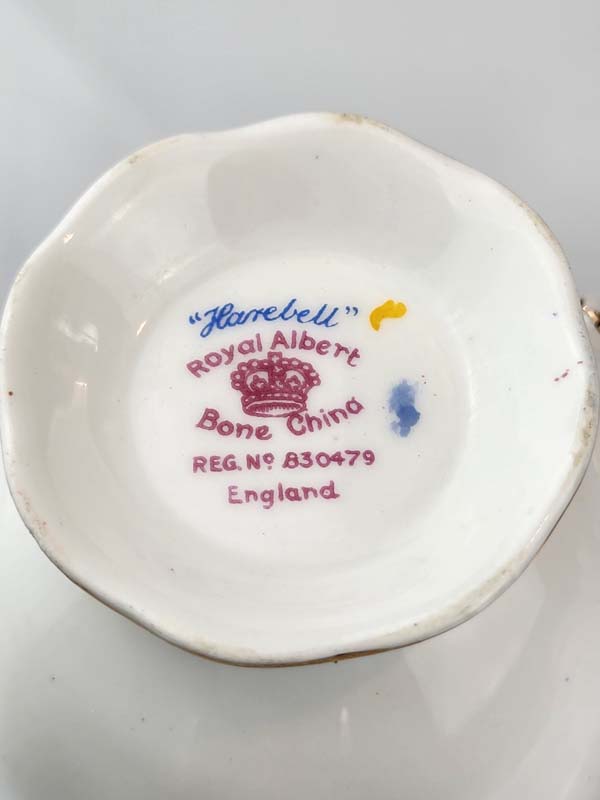 "Harebell"
Royal Albert
Bone China
REG. Nº 830479
England